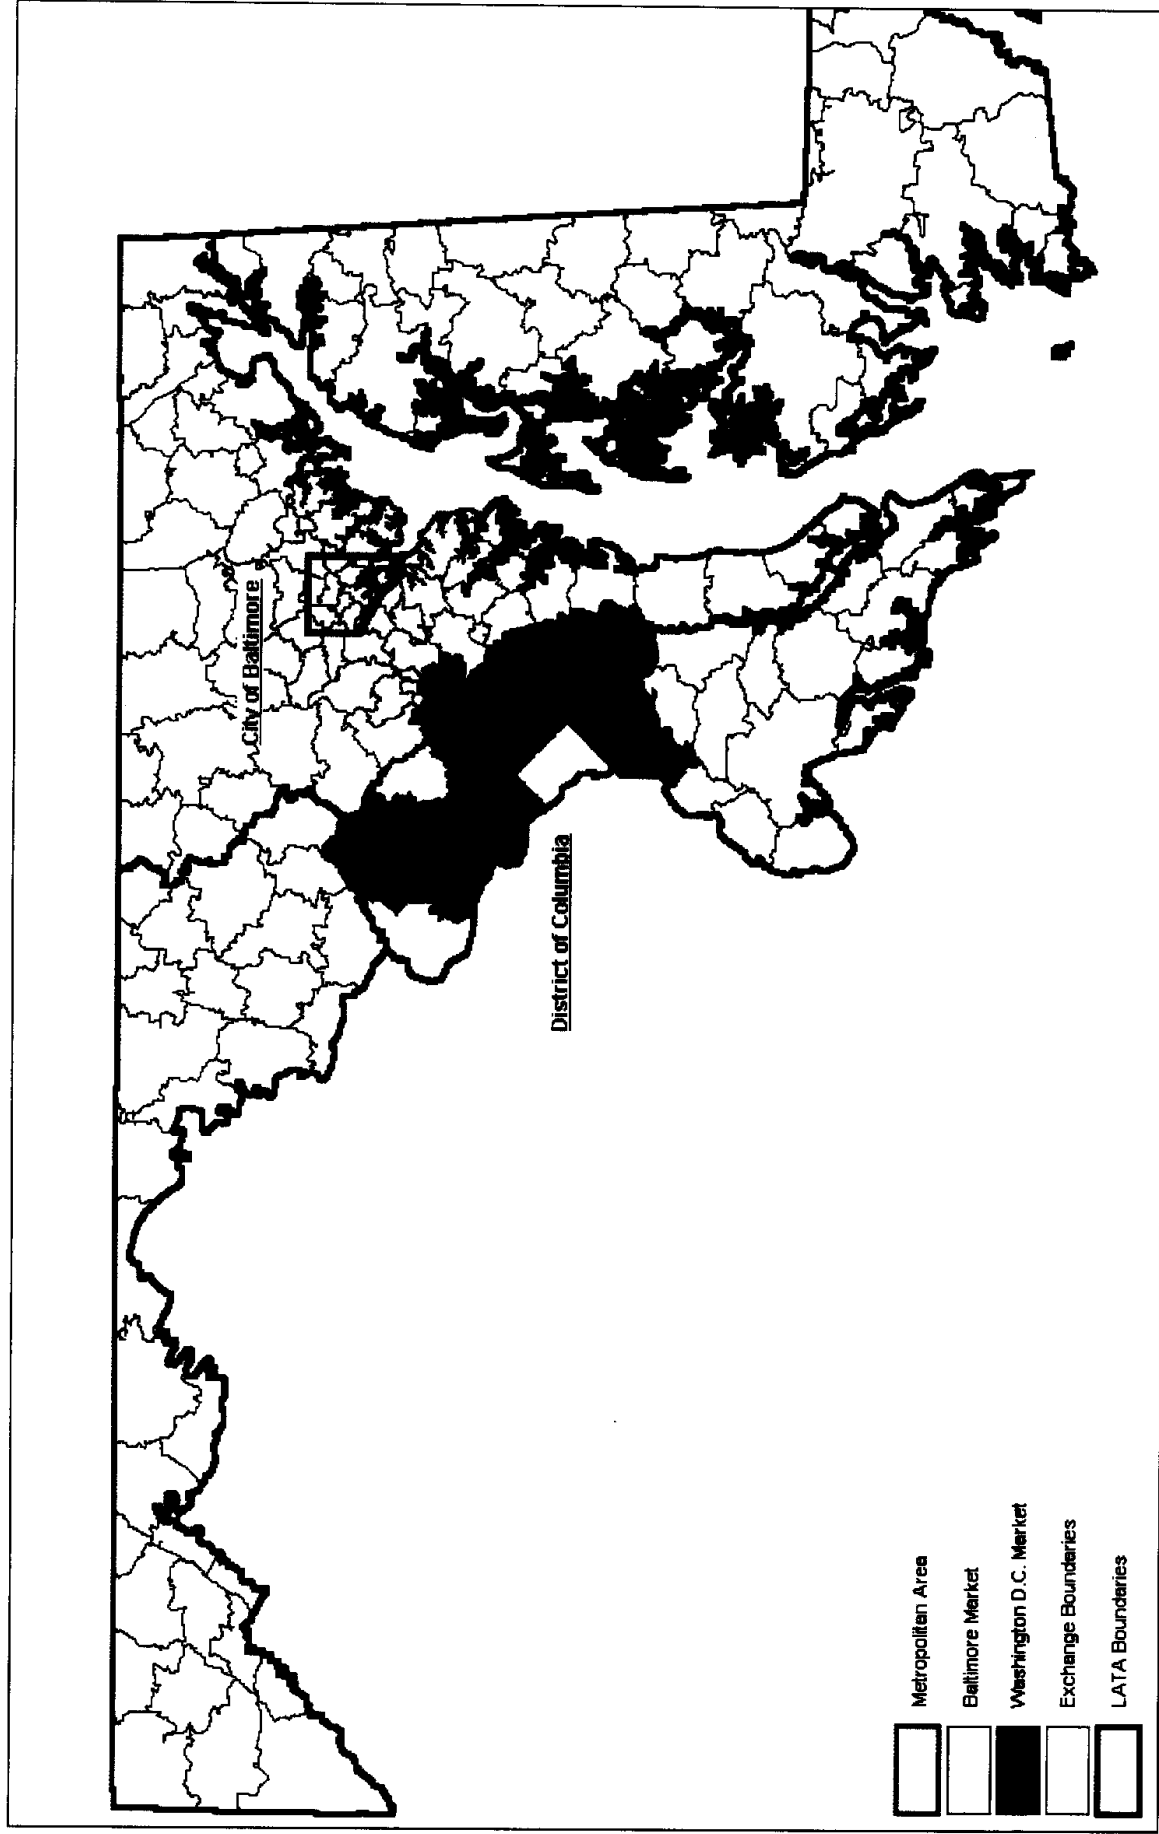 City of Baltimore
District of Columbia
Metropolitan Area
Baltimore Market
Washington D.C. Market
Exchange Boundaries
LATA Boundaries